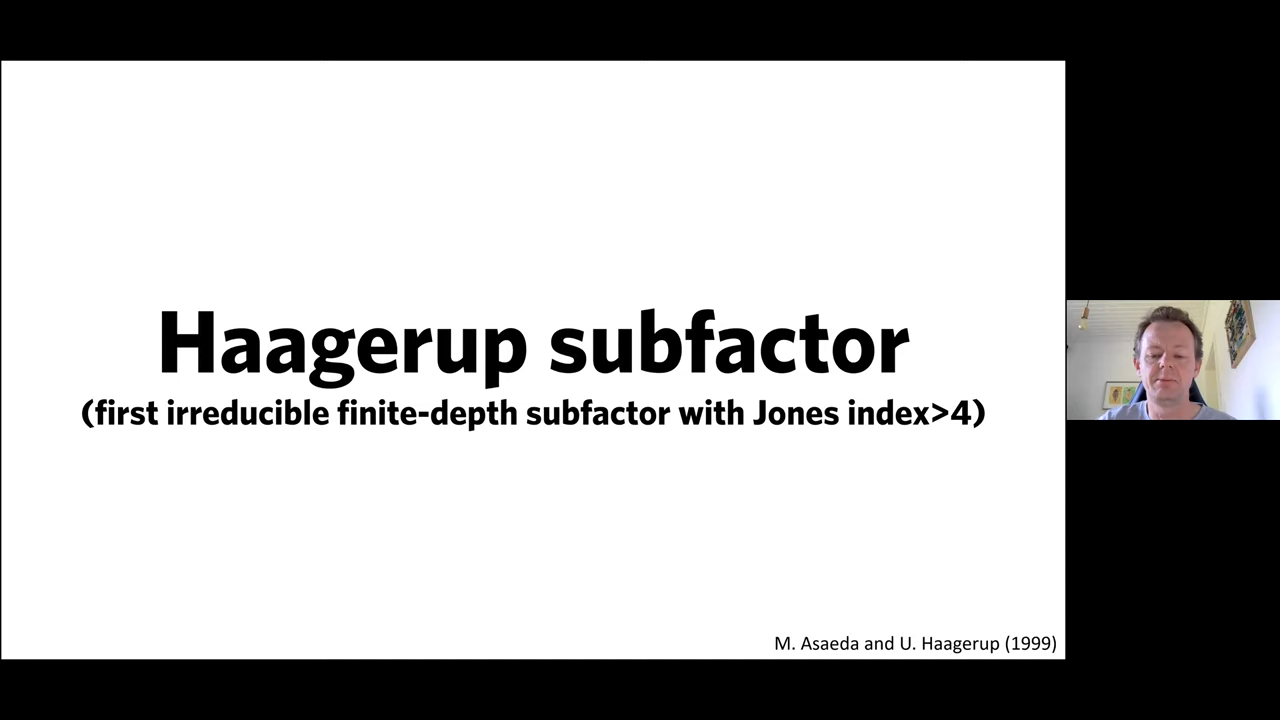 Haagerup subfactor
(first irreducible finite-depth subfactor with Jones index>4)
M. Asaeda and U. Haagerup (1999)